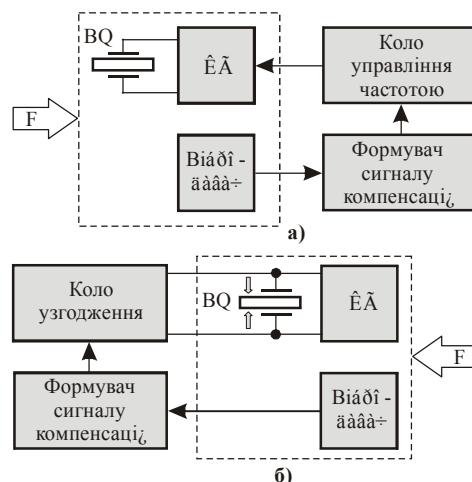 BQ
ÊÃ
Коло
управління
частотою
F
Віáðî -
äàâà÷
Формувач
сигналу
компенсаці¿
а)
Коло
узгодження
BQ
ÊÃ
F
Формувач
сигналу
компенсаці¿
Віáðî -
äàâà÷
б)